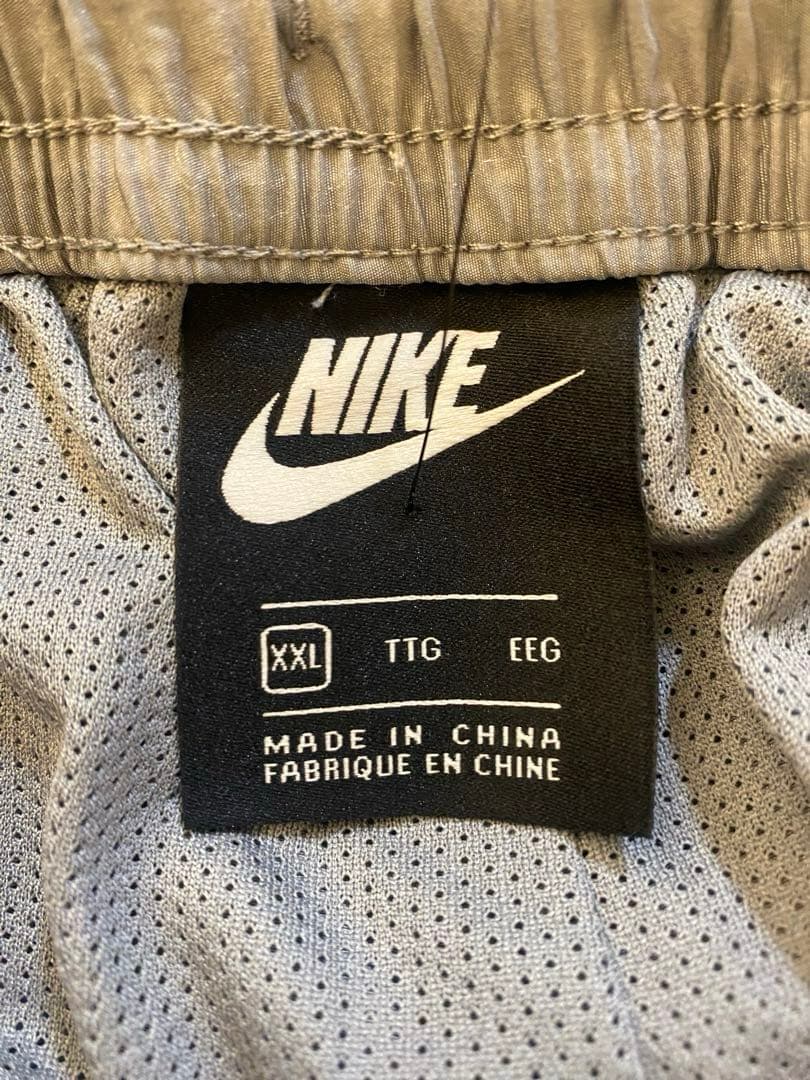 NIKE
XXL TTG EEG
MADE IN CHINA
FABRIQUE EN CHINE